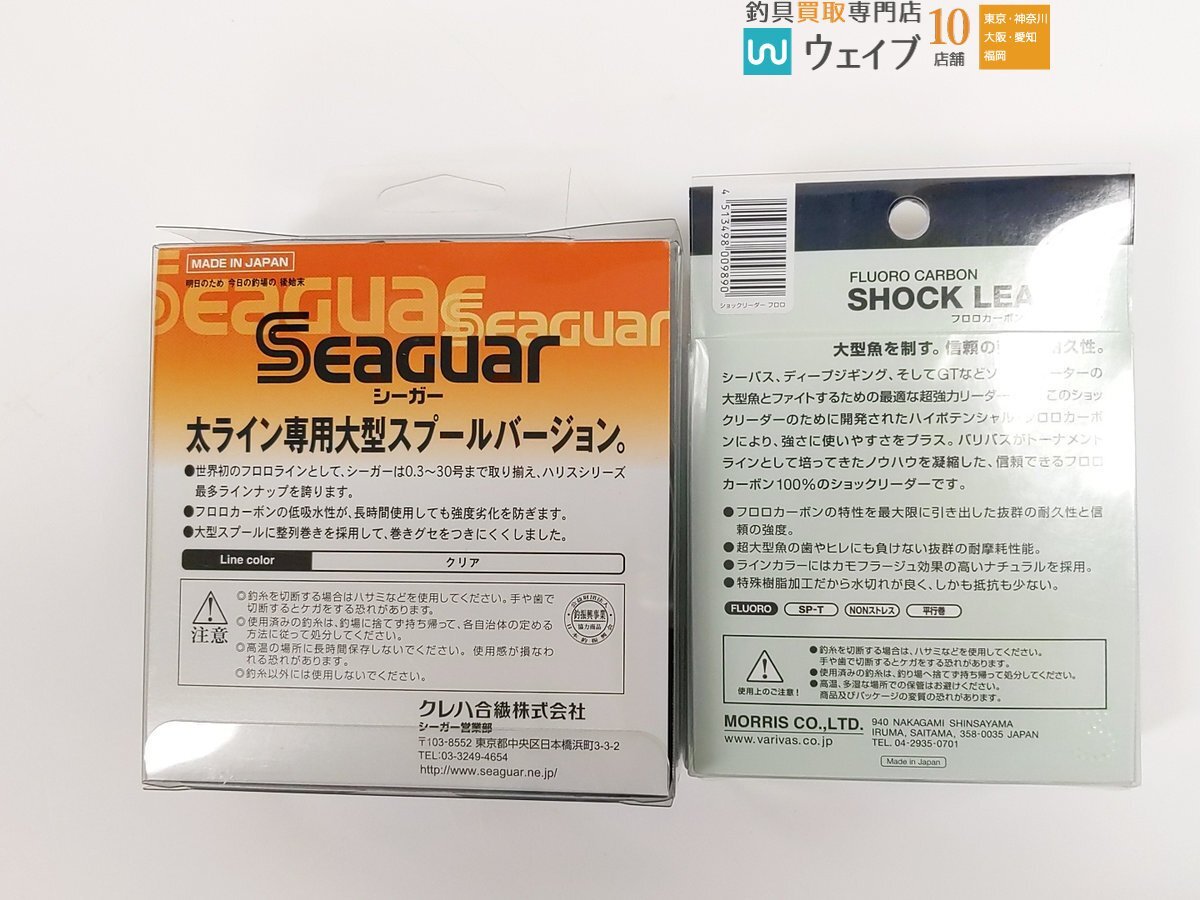 釣具買取専門店
ウェイブ
10
店舗
東京・神奈川
大阪・愛知
福岡
MADE IN JAPAN
明日のため 今日の釣場の 後始末
Seaguar
Seaguar
Seaguar
シーガー
太ライン専用大型スプールバージョン。
●世界初のフロロラインとして、シーガーは0.3〜30号まで取り揃え、ハリスシリーズ
最多ラインナップを誇ります。
●フロロカーボンの低吸水性が、長時間使用しても強度劣化を防ぎます。
●大型スプールに整列巻きを採用して、巻きグセをつきにくくしました。
Line color
クリア
注意
◎釣糸を切断する場合はハサミなどを使用してください。手や歯で
切断するとケガをする恐れがあります。
◎使用済みの釣糸は、釣場に捨てず持ち帰って、各自治体の定める
方法に従って処分してください。
◎高温の場所に長時間保存しないでください。使用感が損なわ
れる恐れがあります。
◎釣糸以外には使用しないでください。
釣振興事業
協力商品
クレハ合繊株式会社
シーガー営業部
〒103-8552 東京都中央区日本橋浜町3-3-2
TEL:03-3249-4654
http://www.seaguar.ne.jp/
4 513498 009890
ショックリーダー フロロ
FLUORO CARBON
SHOCK LEA
フロロカーボン
大型魚を制す。信頼の 久性。
シーバス、ディープジギング、そしてGTなどソ ーターの
大型魚とファイトするための最適な超強力リーダー このショッ
クリーダーのために開発されたハイポテンシャル フロロカーボ
ンにより、強さに使いやすさをプラス。バリバスがトーナメント
ラインとして培ってきたノウハウを凝縮した、信頼できるフロロ
カーボン100%のショックリーダーです。
●フロロカーボンの特性を最大限に引き出した抜群の耐久性と信
頼の強度。
●超大型魚の歯やヒレにも負けない抜群の耐摩耗性能。
●ラインカラーにはカモフラージュ効果の高いナチュラルを採用。
●特殊樹脂加工だから水切れが良く、しかも抵抗も少ない。
FLUORO SP-T NONストレス 平行巻
使用上のご注意！
●釣糸を切断する場合は、ハサミなどを使用してください。
手や歯で切断するとケガをする恐れがあります。
●使用済みの釣糸は、釣り場へ捨てず持ち帰って処分してください。
●高温、多湿な場所での保管はお避けください。
商品及びパッケージの変質の恐れがあります。
MORRIS CO.,LTD.
www.varivas.co.jp
940 NAKAGAMI SHINSAYAMA
IRUMA, SAITAMA, 358-0035 JAPAN
TEL. 04-2935-0701
Made in Japan